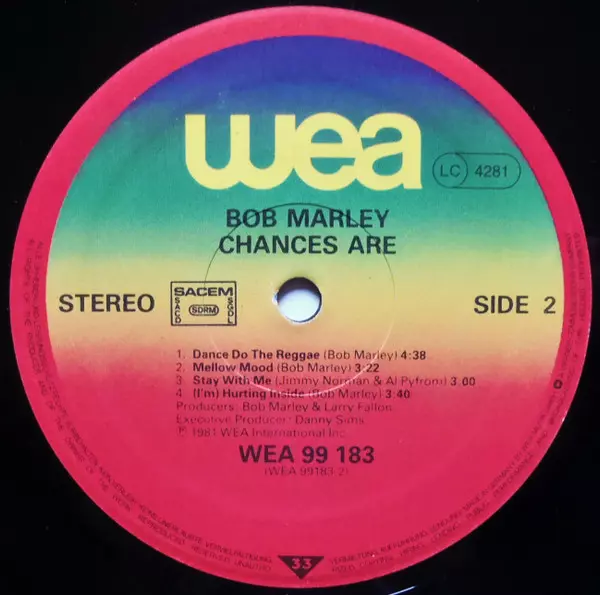 wea
LC 4281
BOB MARLEY
CHANCES ARE
STEREO
SACEM
SACD
SDRM
SGDL
SIDE 2
1. Dance Do The Reggae (Bob Marley) 4:38
2. Mellow Mood (Bob Marley) 3:22
3. Stay With Me (Jimmy Norman & Al Pyfrom) 3.00
4. (I'm) Hurting Inside (Bob Marley) 3:40
Producers: Bob Marley & Larry Fallon
Executive Producer: Danny Sims
℗ 1981 WEA International Inc.
WEA 99 183
(WEA 99183-2)
33